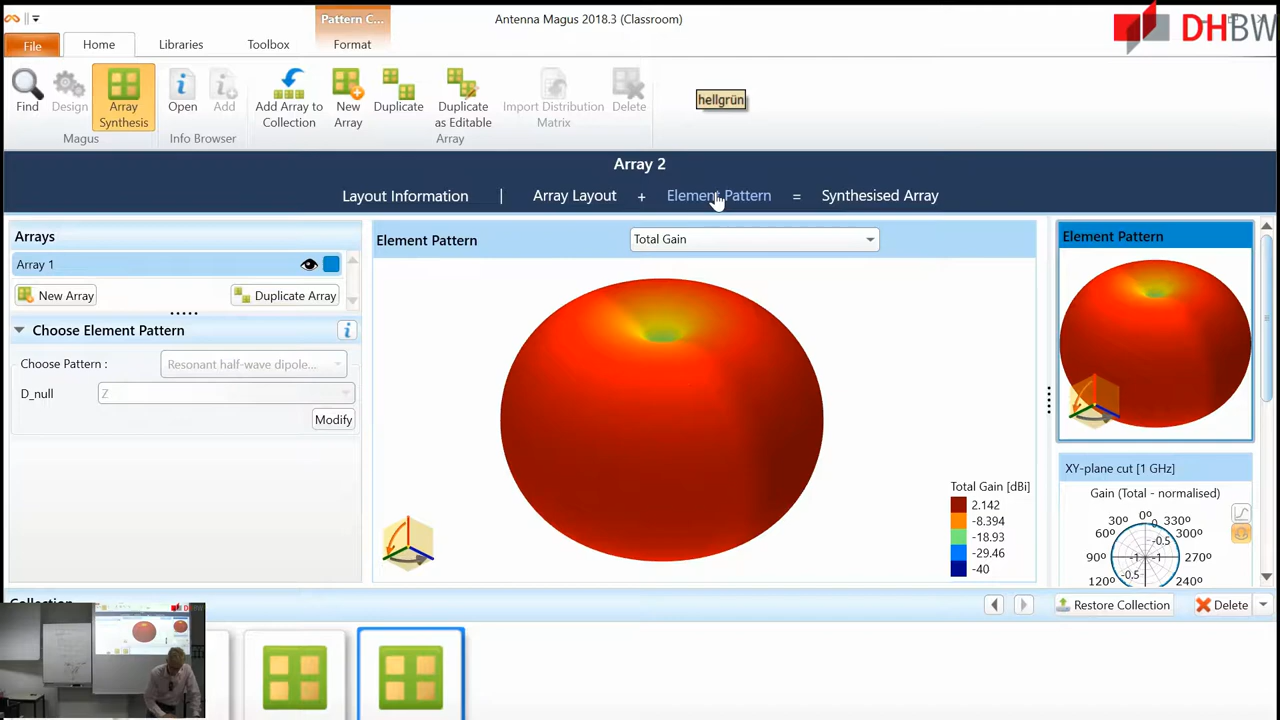 Pattern C...
Antenna Magus 2018.3 (Classroom)
DHBW
File
Home
Libraries
Toolbox
Format
Find
Design
Array
Synthesis
Open
Add
Add Array to
Collection
New
Array
Duplicate
Duplicate
as Editable
Import Distribution
Matrix
Delete
hellgrün
Magus
Info Browser
Array
Array 2
Layout Information | Array Layout + Element Pattern = Synthesised Array
Arrays
Array 1
New Array
Duplicate Array
Choose Element Pattern
Choose Pattern :
Resonant half-wave dipole...
D_null
Z
Modify
Element Pattern
Total Gain
Total Gain [dBi]
2.142
-8.394
-18.93
-29.46
-40
Element Pattern
XY-plane cut [1 GHz]
Gain (Total - normalised)
0º
30º
330º
60º
300º
90º
270º
120º
240º
0
-0.5
-1
-1
-0.5
Restore Collection
Delete